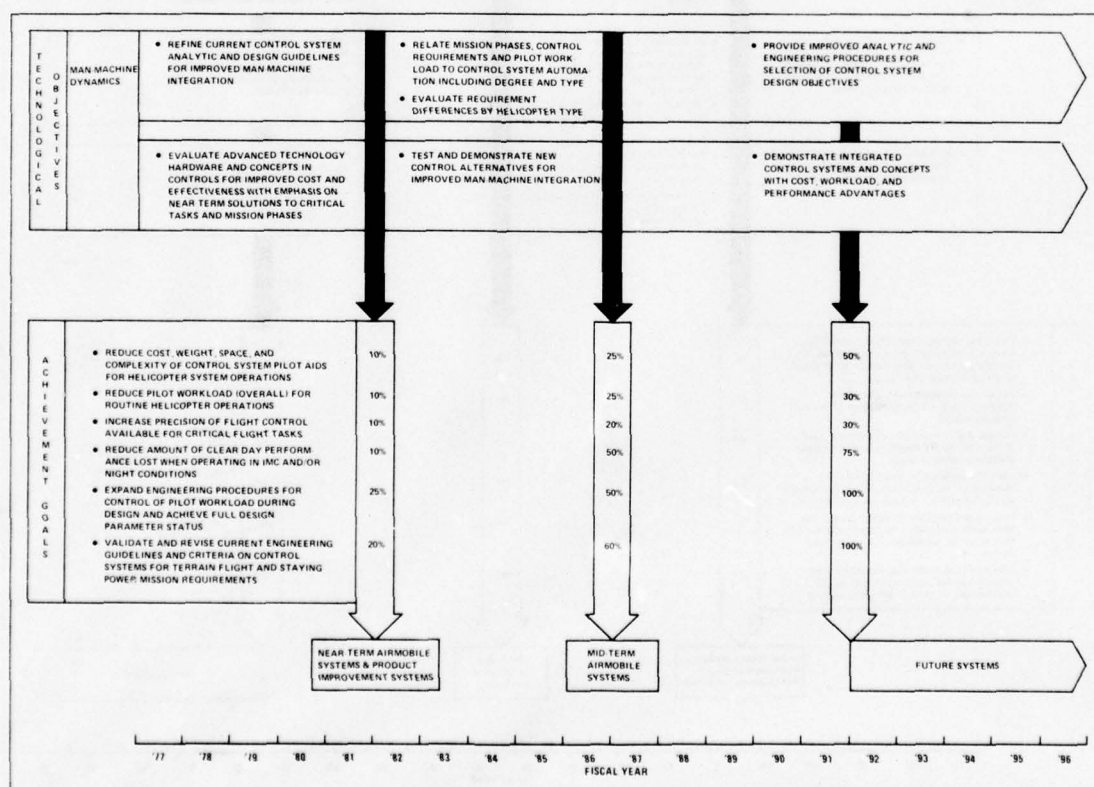 TECHNOLOGICAL
OBJECTIVES
MAN-MACHINE
DYNAMICS
• REFINE CURRENT CONTROL SYSTEM
ANALYTIC AND DESIGN GUIDELINES
FOR IMPROVED MAN-MACHINE
INTEGRATION
• RELATE MISSION PHASES, CONTROL
REQUIREMENTS AND PILOT WORK
LOAD TO CONTROL SYSTEM AUTOMA-
TION INCLUDING DEGREE AND TYPE
• EVALUATE REQUIREMENT
DIFFERENCES BY HELICOPTER TYPE
• PROVIDE IMPROVED ANALYTIC AND
ENGINEERING PROCEDURES FOR
SELECTION OF CONTROL SYSTEM
DESIGN OBJECTIVES
• EVALUATE ADVANCED TECHNOLOGY
HARDWARE AND CONCEPTS IN
CONTROLS FOR IMPROVED COST AND
EFFECTIVENESS WITH EMPHASIS ON
NEAR TERM SOLUTIONS TO CRITICAL
TASKS AND MISSION PHASES
• TEST AND DEMONSTRATE NEW
CONTROL ALTERNATIVES FOR
IMPROVED MAN-MACHINE INTEGRATION
• DEMONSTRATE INTEGRATED
CONTROL SYSTEMS AND CONCEPTS
WITH COST, WORKLOAD, AND
PERFORMANCE ADVANTAGES
ACHIEVEMENT GOALS
• REDUCE COST, WEIGHT, SPACE, AND
COMPLEXITY OF CONTROL SYSTEM PILOT AIDS
FOR HELICOPTER SYSTEM OPERATIONS
10% 25% 50%
• REDUCE PILOT WORKLOAD (OVERALL) FOR
ROUTINE HELICOPTER OPERATIONS
10% 25% 30%
• INCREASE PRECISION OF FLIGHT CONTROL
AVAILABLE FOR CRITICAL FLIGHT TASKS
10% 20% 30%
• REDUCE AMOUNT OF CLEAR DAY PERFORM
ANCE LOST WHEN OPERATING IN IMC AND/OR
NIGHT CONDITIONS
10% 50% 75%
• EXPAND ENGINEERING PROCEDURES FOR
CONTROL OF PILOT WORKLOAD DURING
DESIGN AND ACHIEVE FULL DESIGN
PARAMETER STATUS
25% 50% 100%
• VALIDATE AND REVISE CURRENT ENGINEERING
GUIDELINES AND CRITERIA ON CONTROL
SYSTEMS FOR TERRAIN FLIGHT AND STAYING
POWER MISSION REQUIREMENTS
20% 60% 100%
NEAR TERM AIRMOBILE
SYSTEMS & PRODUCT
IMPROVEMENT SYSTEMS
MID TERM
AIRMOBILE
SYSTEMS
FUTURE SYSTEMS
'77 '78 '79 '80 '81 '82 '83 '84 '85 '86 '87 '88 '89 '90 '91 '92 '93 '94 '95 '96
FISCAL YEAR